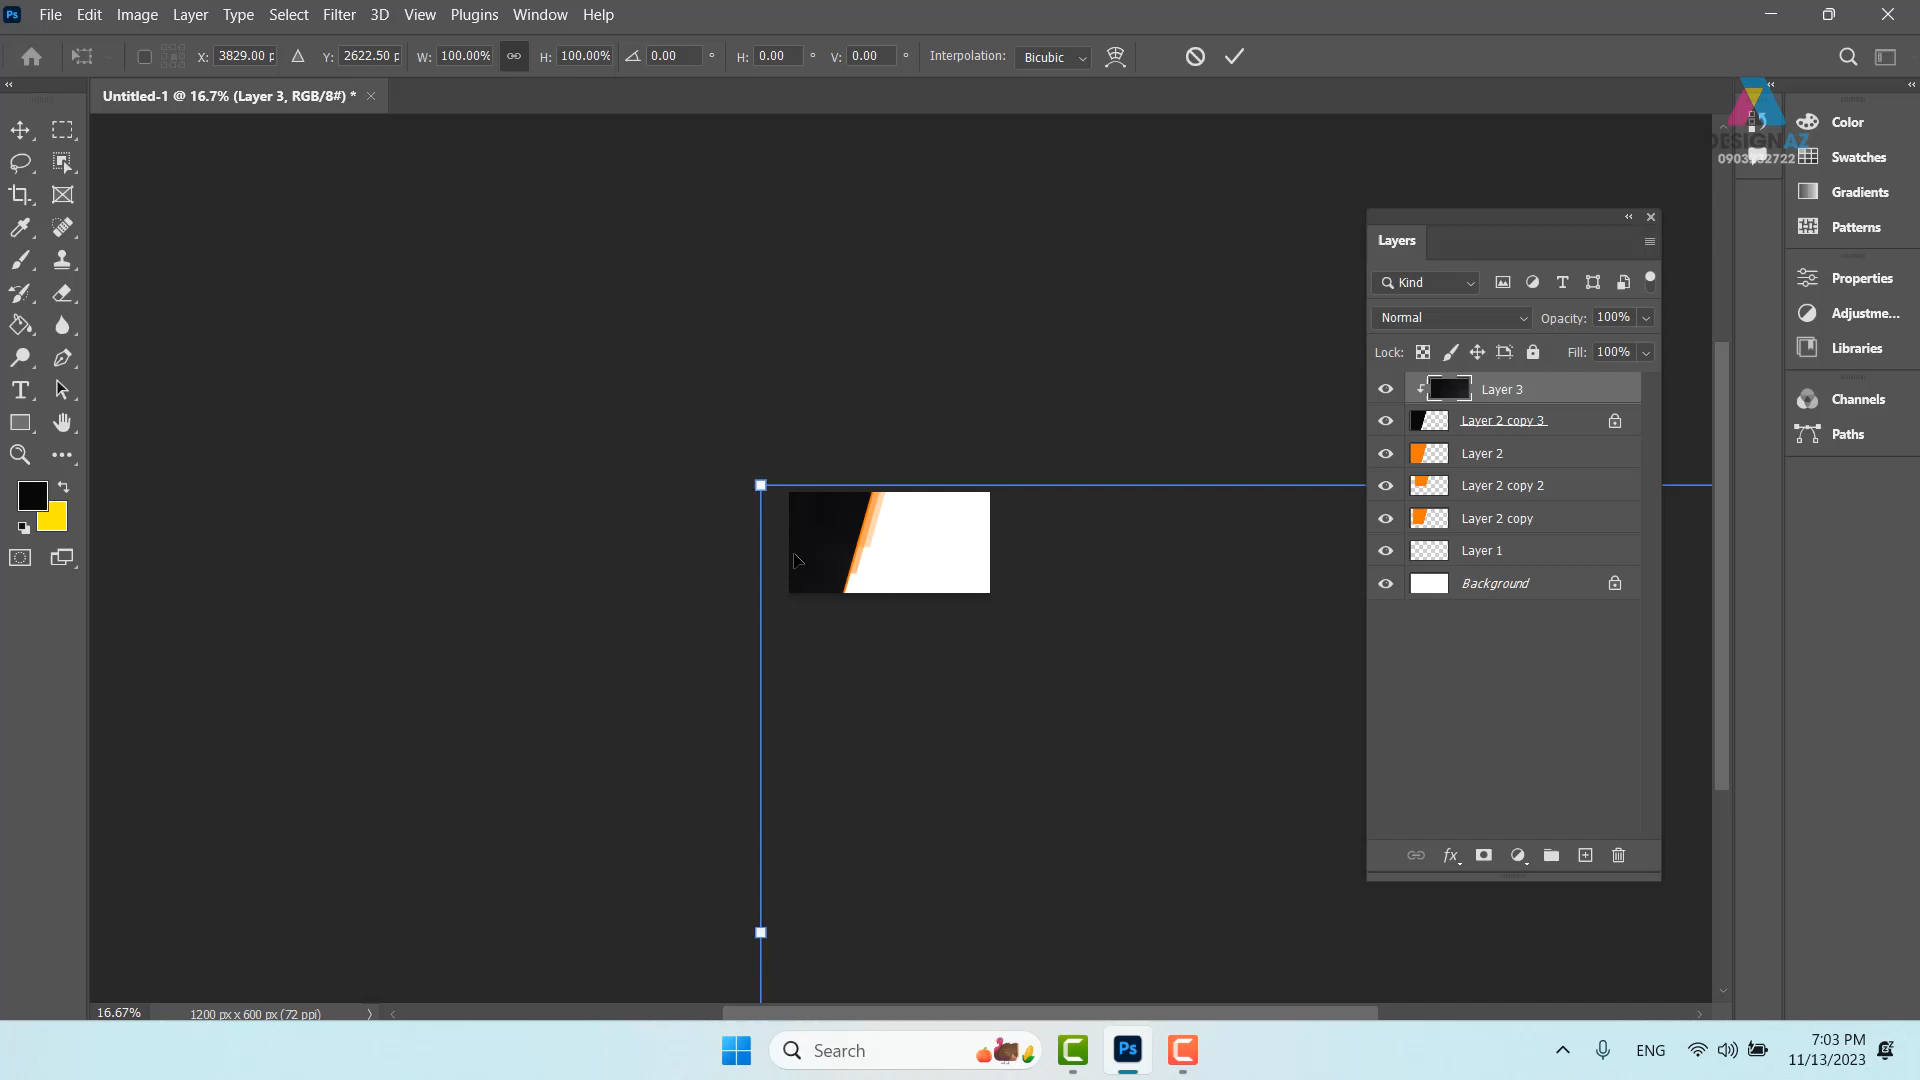 File Edit Image Layer Type Select Filter 3D View Plugins Window Help
X: 3829.00 p Y: 2622.50 p W: 100.00% H: 100.00% 0.00 ° H: 0.00 ° V: 0.00 ° Interpolation: Bicubic
Untitled-1 @ 16.7% (Layer 3, RGB/8#) *
DESIGNAZ
Color
Swatches
Gradients
Patterns
Properties
Adjustme...
Libraries
Channels
Paths
Layers
Kind
Normal Opacity: 100%
Lock: Fill: 100%
Layer 3
Layer 2 copy 3
Layer 2
Layer 2 copy 2
Layer 2 copy
Layer 1
Background
fx
16.67% 1200 px x 600 px (72 ppi)
Search
Ps
ENG
7:03 PM
11/13/2023